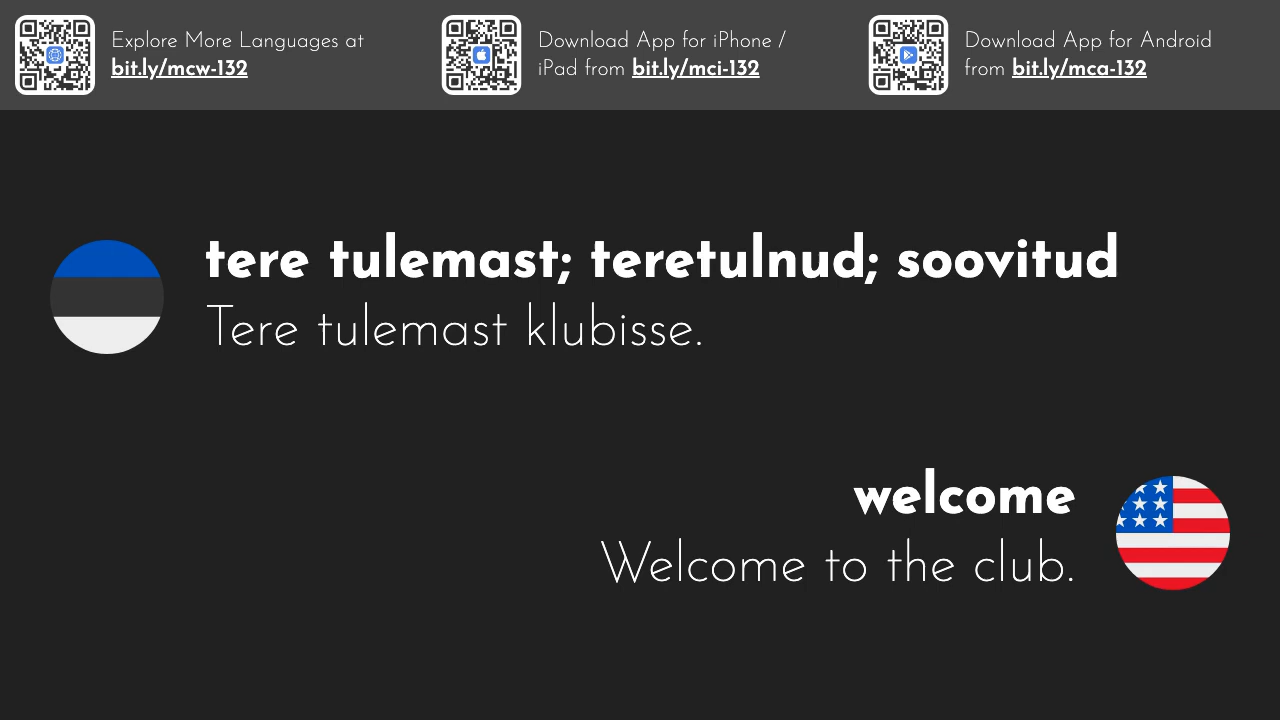 Explore More Languages at
bit.ly/mcw-132
Download App for iPhone /
iPad from bit.ly/mci-132
Download App for Android
from bit.ly/mca-132
tere tulemast; teretulnud; soovitud
Tere tulemast klubisse.
welcome
Welcome to the club.